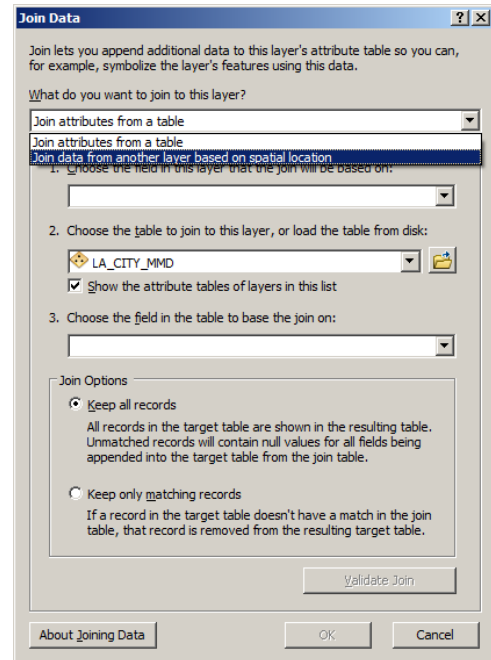 Join Data
Join lets you append additional data to this layer's attribute table so you can,
for example, symbolize the layer's features using this data.
What do you want to join to this layer?
Join attributes from a table
Join attributes from a table
Join data from another layer based on spatial location
1. Choose the field in this layer that the join will be based on:
2. Choose the table to join to this layer, or load the table from disk:
LA_CITY_MMD
Show the attribute tables of layers in this list
3. Choose the field in the table to base the join on:
Join Options
Keep all records
All records in the target table are shown in the resulting table.
Unmatched records will contain null values for all fields being
appended into the target table from the join table.
Keep only matching records
If a record in the target table doesn't have a match in the join
table, that record is removed from the resulting target table.
Validate Join
About Joining Data
OK
Cancel